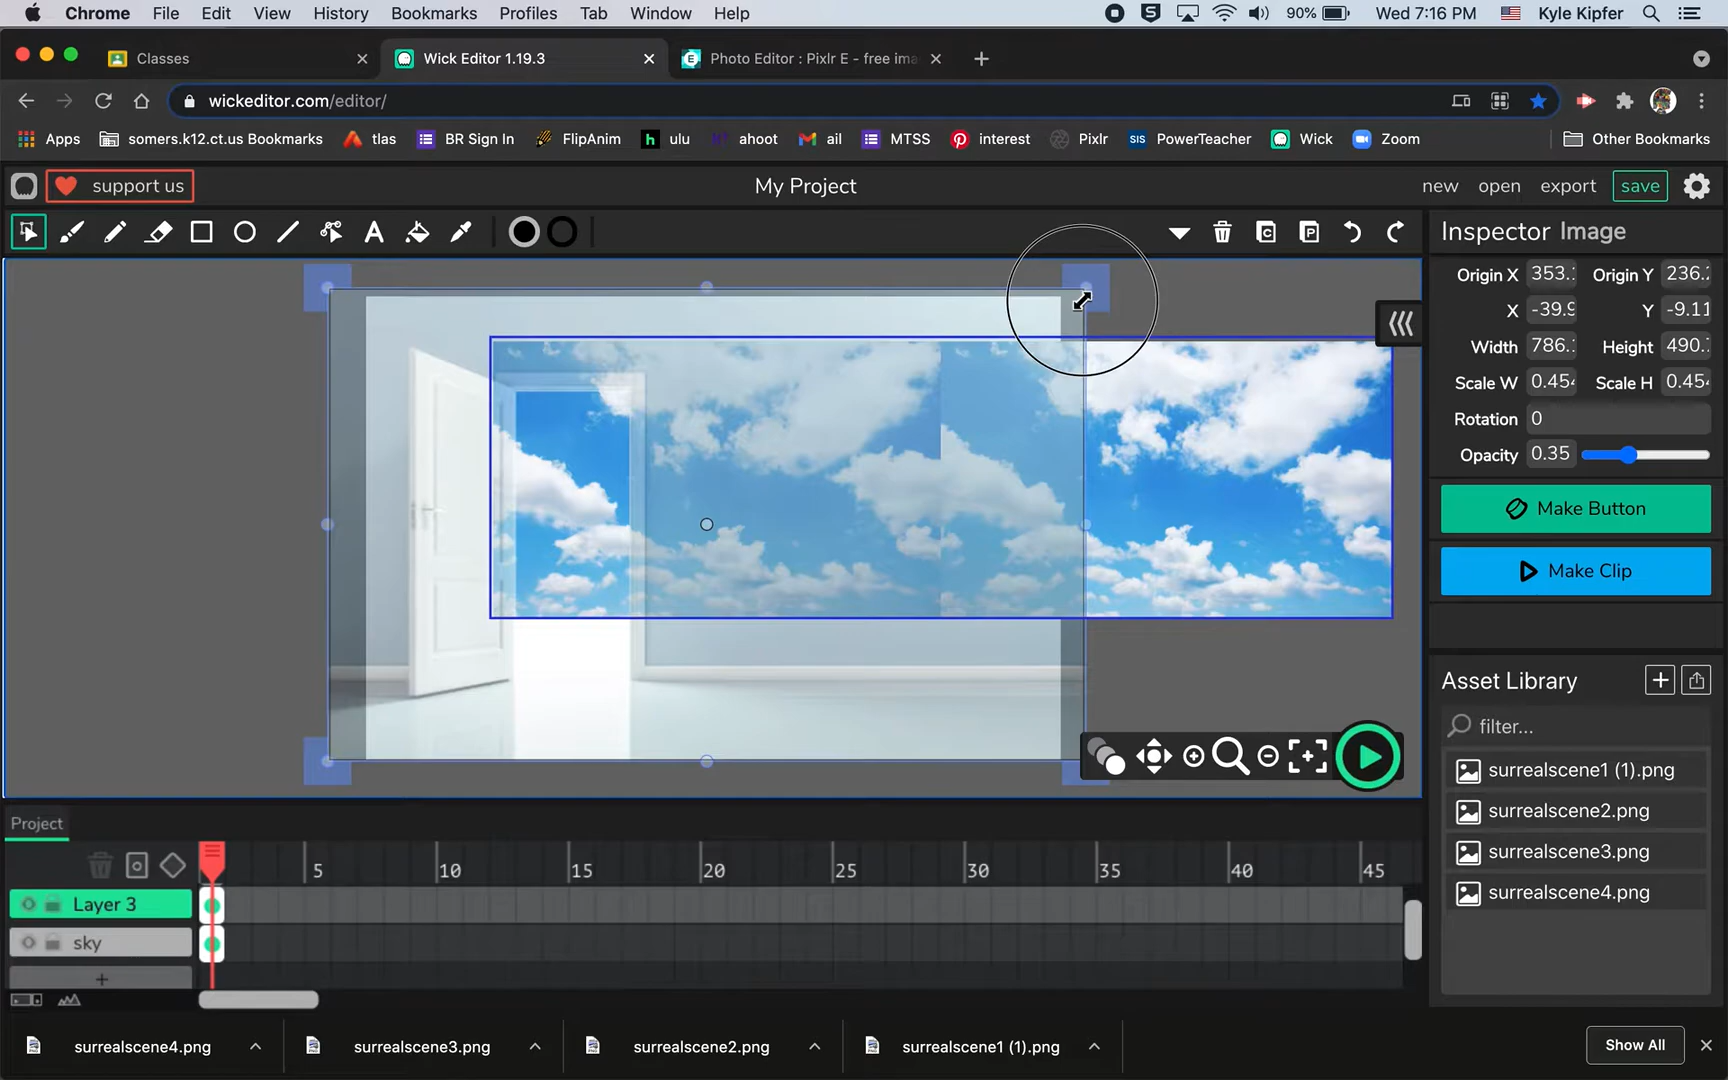 Chrome File Edit View History Bookmarks Profiles Tab Window Help 90% Wed 7:16 PM Kyle Kipfer
Classes Wick Editor 1.19.3 Photo Editor : Pixlr E - free ima
wickeditor.com/editor/
Apps somers.k12.ct.us Bookmarks tlas BR Sign In FlipAnim ulu ahoot ail MTSS interest Pixlr SIS PowerTeacher Wick Zoom Other Bookmarks
support us My Project new open export save
Inspector Image
Origin X 353. Origin Y 236.
X -39.9 Y -9.11
Width 786. Height 490.
Scale W 0.45 Scale H 0.45
Rotation 0
Opacity 0.35
Make Button
Make Clip
Asset Library
filter...
surrealscene1 (1).png
surrealscene2.png
surrealscene3.png
surrealscene4.png
Project
5 10 15 20 25 30 35 40 45
Layer 3
sky
surrealscene4.png surrealscene3.png surrealscene2.png surrealscene1 (1).png Show All